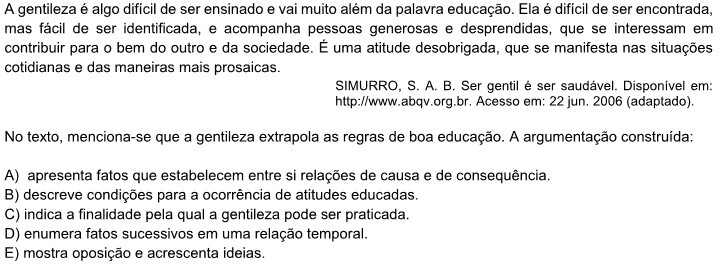 A gentileza é algo difícil de ser ensinado e vai muito além da palavra educação. Ela é difícil de ser encontrada,
mas fácil de ser identificada, e acompanha pessoas generosas e desprendidas, que se interessam em
contribuir para o bem do outro e da sociedade. É uma atitude desobrigada, que se manifesta nas situações
cotidianas e das maneiras mais prosaicas.
SIMURRO, S. A. B. Ser gentil é ser saudável. Disponível em:
http://www.abqv.org.br. Acesso em: 22 jun. 2006 (adaptado).
No texto, menciona-se que a gentileza extrapola as regras de boa educação. A argumentação construída:
A) apresenta fatos que estabelecem entre si relações de causa e de consequência.
B) descreve condições para a ocorrência de atitudes educadas.
C) indica a finalidade pela qual a gentileza pode ser praticada.
D) enumera fatos sucessivos em uma relação temporal.
E) mostra oposição e acrescenta ideias.